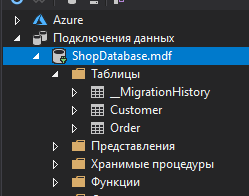 Azure
Подключения данных
ShopDatabase.mdf
Таблицы
__MigrationHistory
Customer
Order
Представления
Хранимые процедуры
Функции